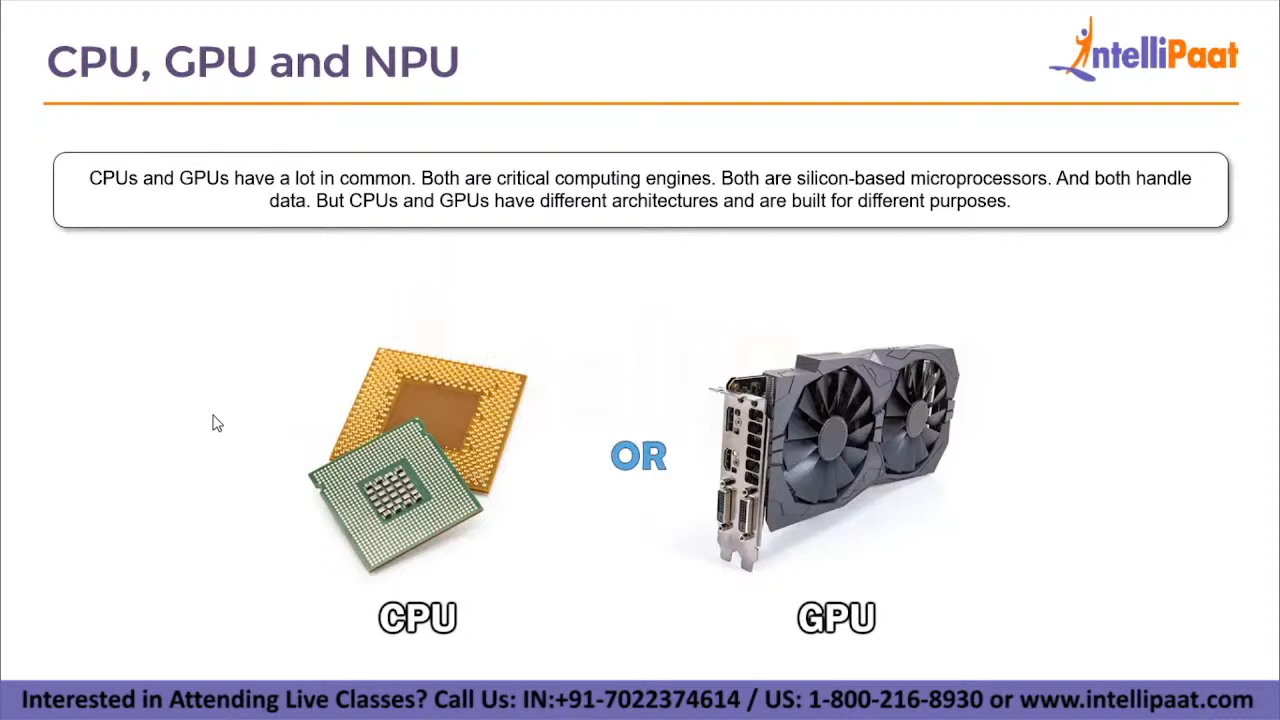 CPU, GPU and NPU
IntelliPaat
CPUs and GPUs have a lot in common. Both are critical computing engines. Both are silicon-based microprocessors. And both handle
data. But CPUs and GPUs have different architectures and are built for different purposes.
OR
CPU
GPU
Interested in Attending Live Classes? Call Us: IN:+91-7022374614 / US: 1-800-216-8930 or www.intellipaat.com